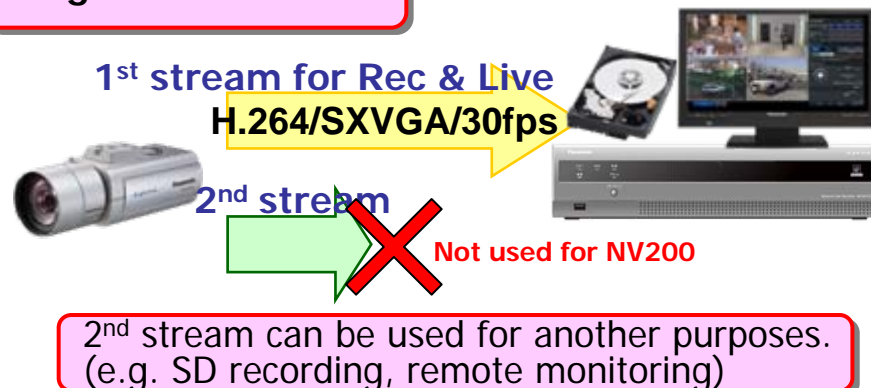 1st stream for Rec & Live
H.264/SXVGA/30fps
2nd stream
Not used for NV200
2nd stream can be used for another purposes.
(e.g. SD recording, remote monitoring)